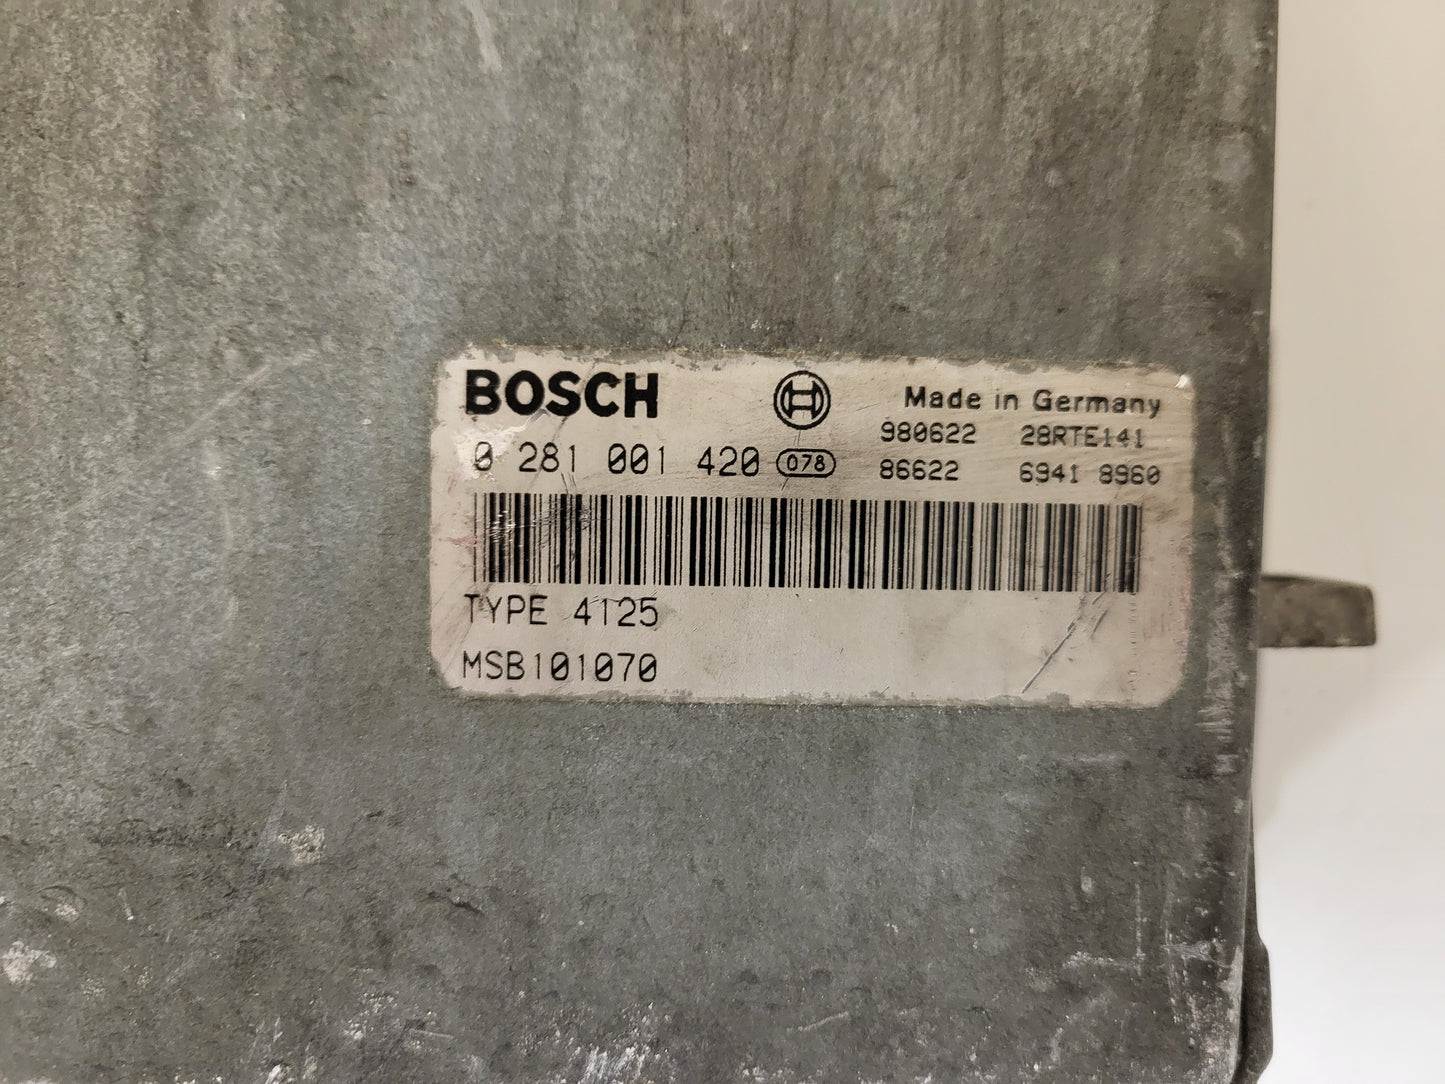 BOSCH
Made in Germany
980622 28RTE141
0 281 001 420 078
86622 6941 8960
TYPE 4125
MSB101070